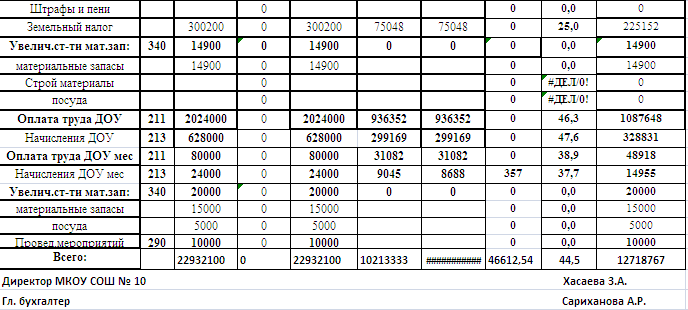 Штрафы и пени 0 0 0,0 0
Земельный налог 300200 0 300200 75048 75048 0 25,0 225152
Увелич.ст-ти мат.зап: 340 14900 0 14900 0 0 0 0,0 14900
материальные запасы 14900 0 14900 0 0,0 14900
Строй материалы 0 0 #ДЕЛ/0! 0
посуда 0 0 #ДЕЛ/0! 0
Оплата труда ДОУ 211 2024000 0 2024000 936352 936352 0 46,3 1087648
Начисления ДОУ 213 628000 0 628000 299169 299169 0 47,6 328831
Оплата труда ДОУ мес 211 80000 0 80000 31082 31082 0 38,9 48918
Начисления ДОУ мес 213 24000 0 24000 9045 8688 357 37,7 14955
Увелич.ст-ти мат.зап: 340 20000 0 20000 0 0 0 0,0 20000
материальные запасы 15000 0 15000 0 0,0 15000
посуда 5000 0 5000 0 0,0 5000
Провед.мероприятий 290 10000 0 10000 0 0,0 10000
Всего: 22932100 0 22932100 10213333 ########### 46612,54 44,5 12718767
Директор МКОУ СОШ № 10 Хасаева З.А.
Гл. бухгалтер Сариханова А.Р.